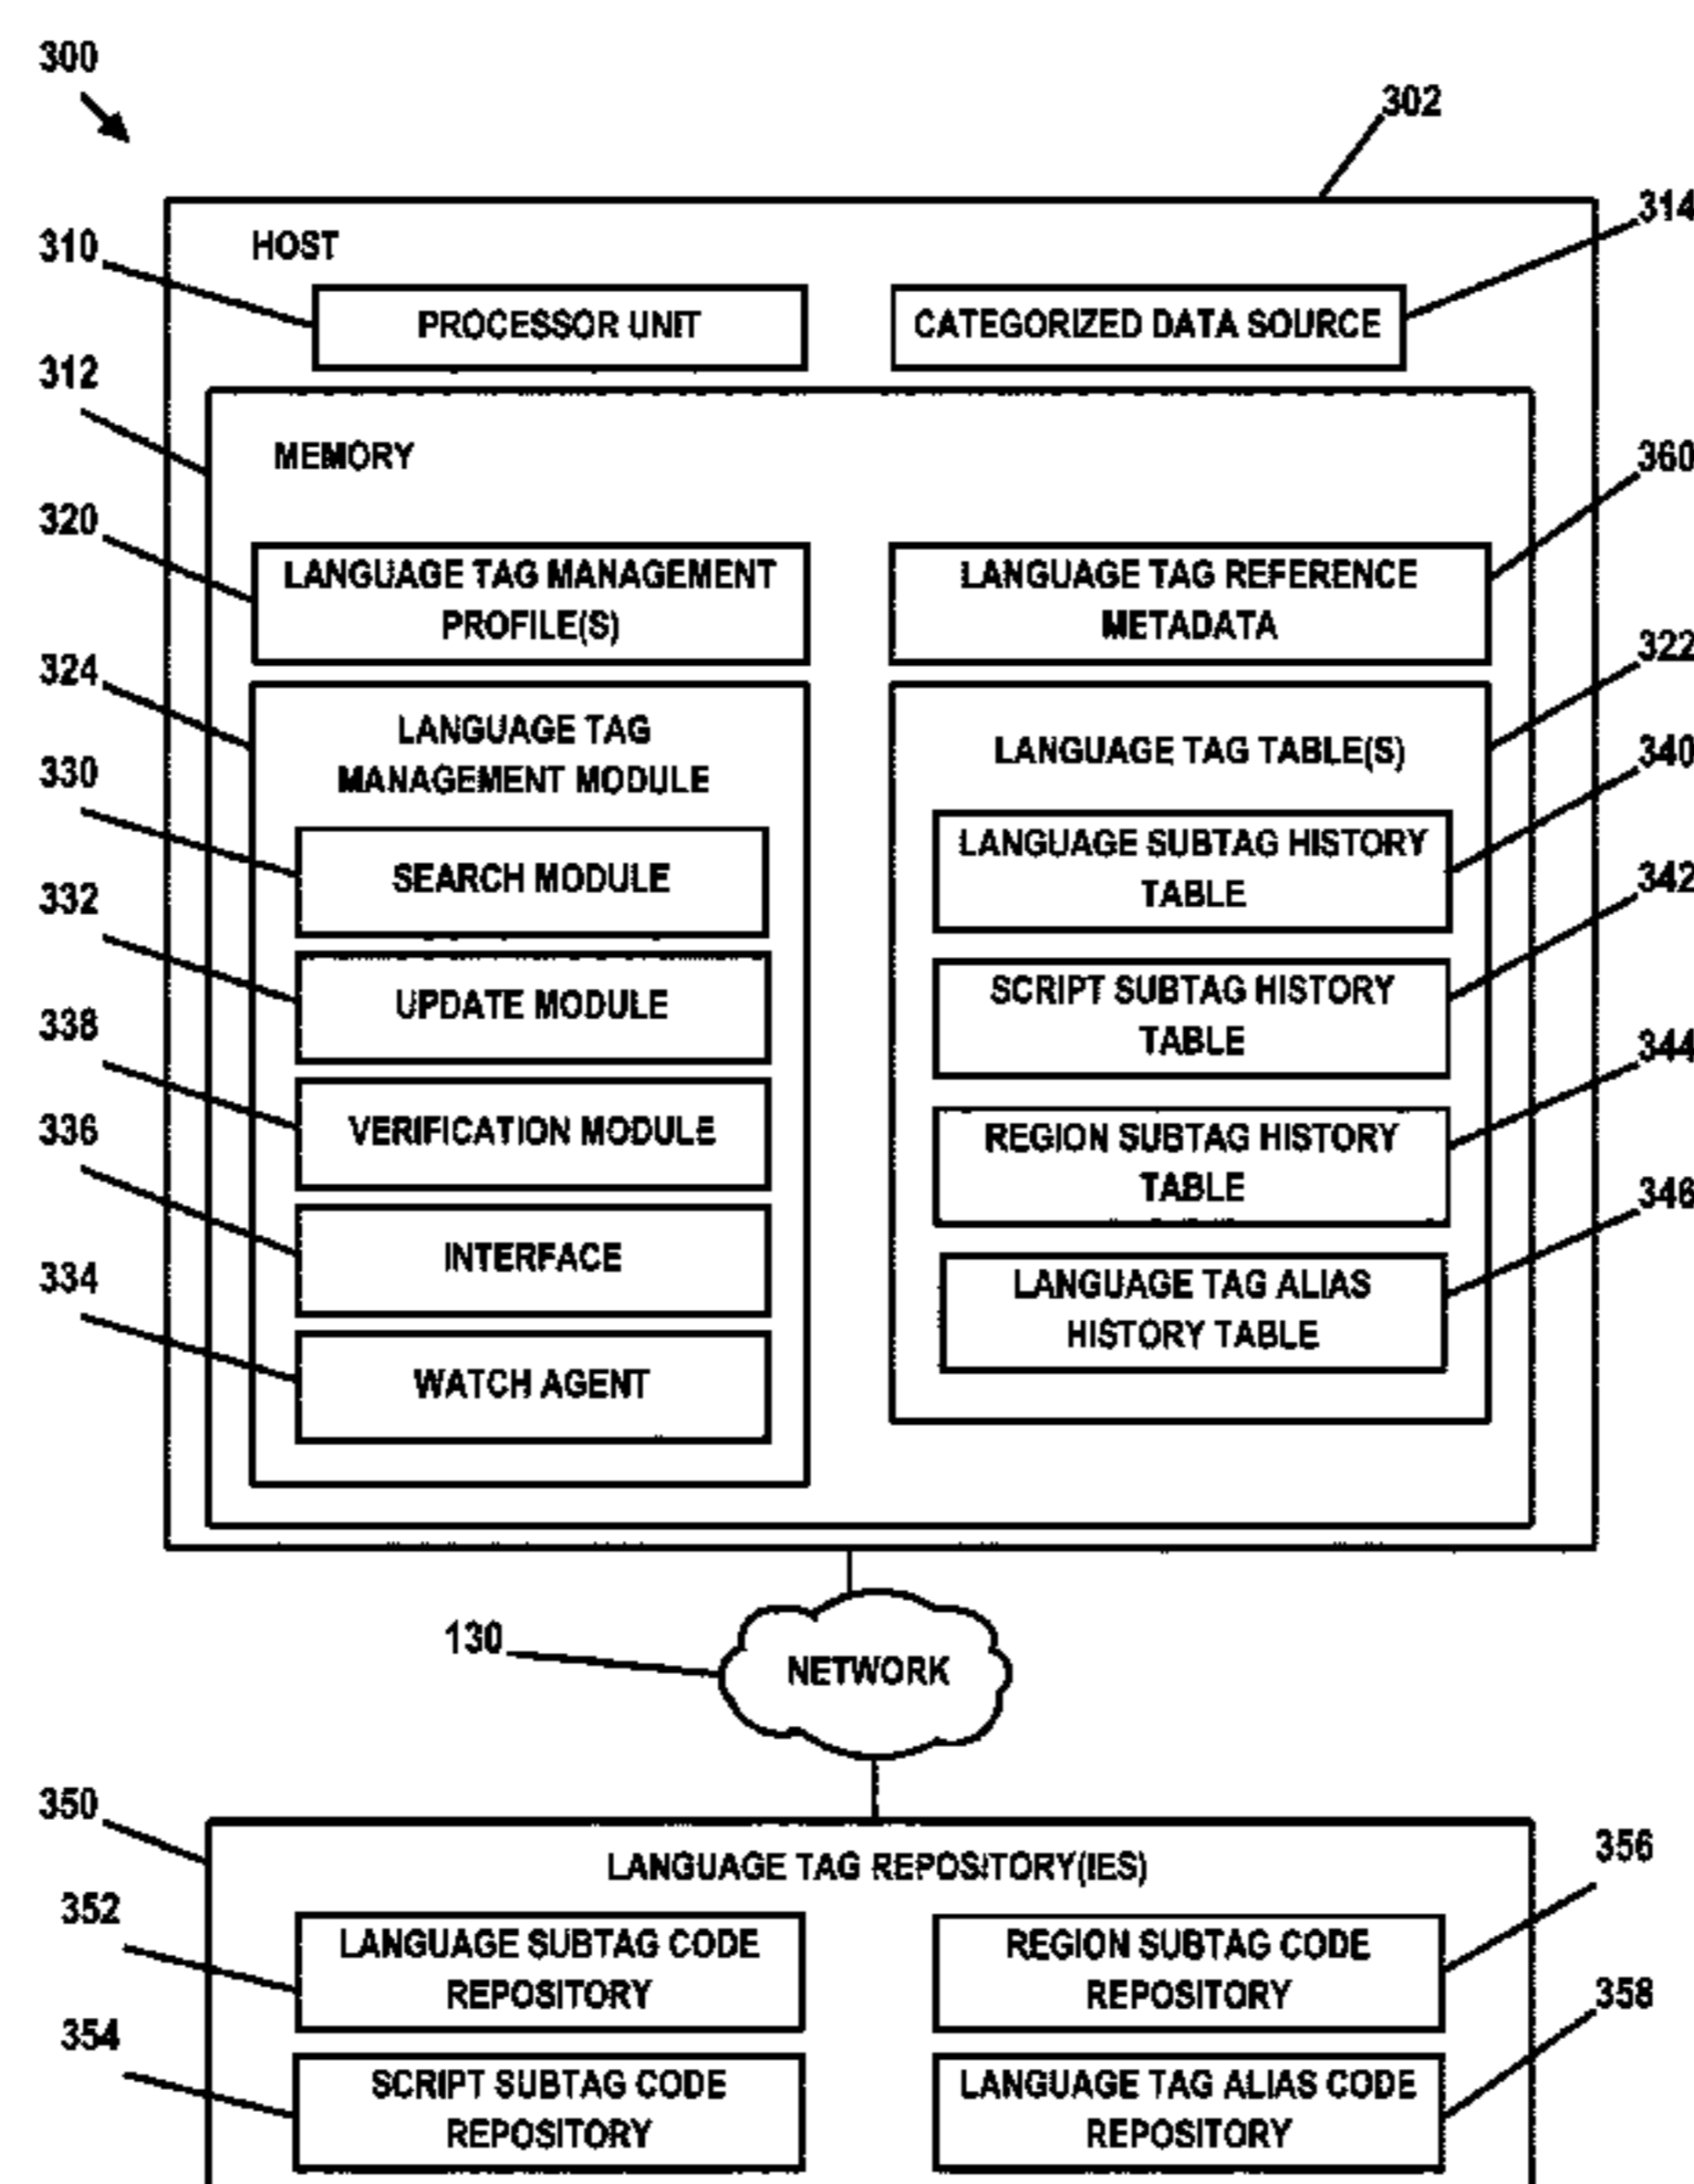 300
302
314
310
HOST
PROCESSOR UNIT
CATEGORIZED DATA SOURCE
312
MEMORY
360
320
LANGUAGE TAG MANAGEMENT
PROFILE(S)
LANGUAGE TAG REFERENCE
METADATA
322
324
LANGUAGE TAG
MANAGEMENT MODULE
330
SEARCH MODULE
332
UPDATE MODULE
338
VERIFICATION MODULE
336
INTERFACE
334
WATCH AGENT
LANGUAGE TAG TABLE(S)
340
LANGUAGE SUBTAG HISTORY
TABLE
342
SCRIPT SUBTAG HISTORY
TABLE
344
REGION SUBTAG HISTORY
TABLE
346
LANGUAGE TAG ALIAS
HISTORY TABLE
130
NETWORK
350
LANGUAGE TAG REPOSITORY(IES)
352
LANGUAGE SUBTAG CODE
REPOSITORY
356
REGION SUBTAG CODE
REPOSITORY
354
SCRIPT SUBTAG CODE
REPOSITORY
358
LANGUAGE TAG ALIAS CODE
REPOSITORY